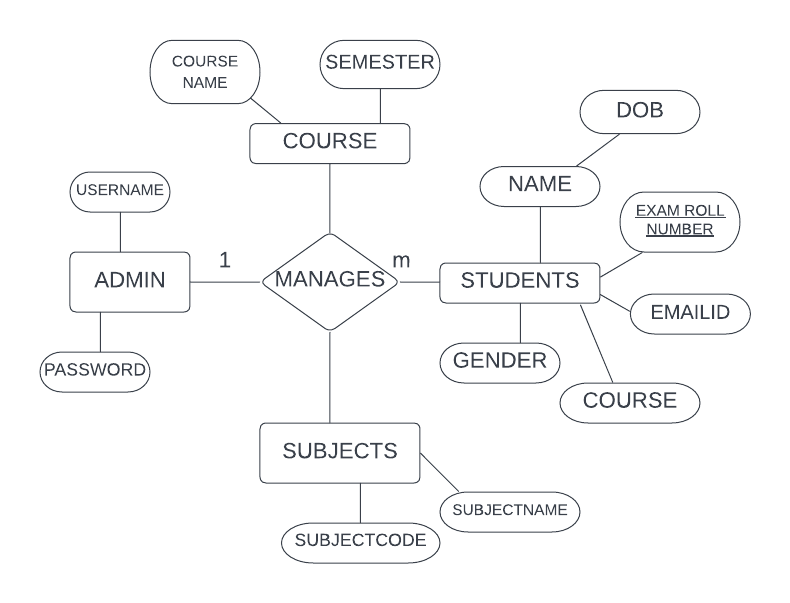 COURSE
NAME
SEMESTER
DOB
COURSE
NAME
USERNAME
EXAM ROLL
NUMBER
1
m
ADMIN
MANAGES
STUDENTS
EMAILID
PASSWORD
GENDER
COURSE
SUBJECTS
SUBJECTNAME
SUBJECTCODE